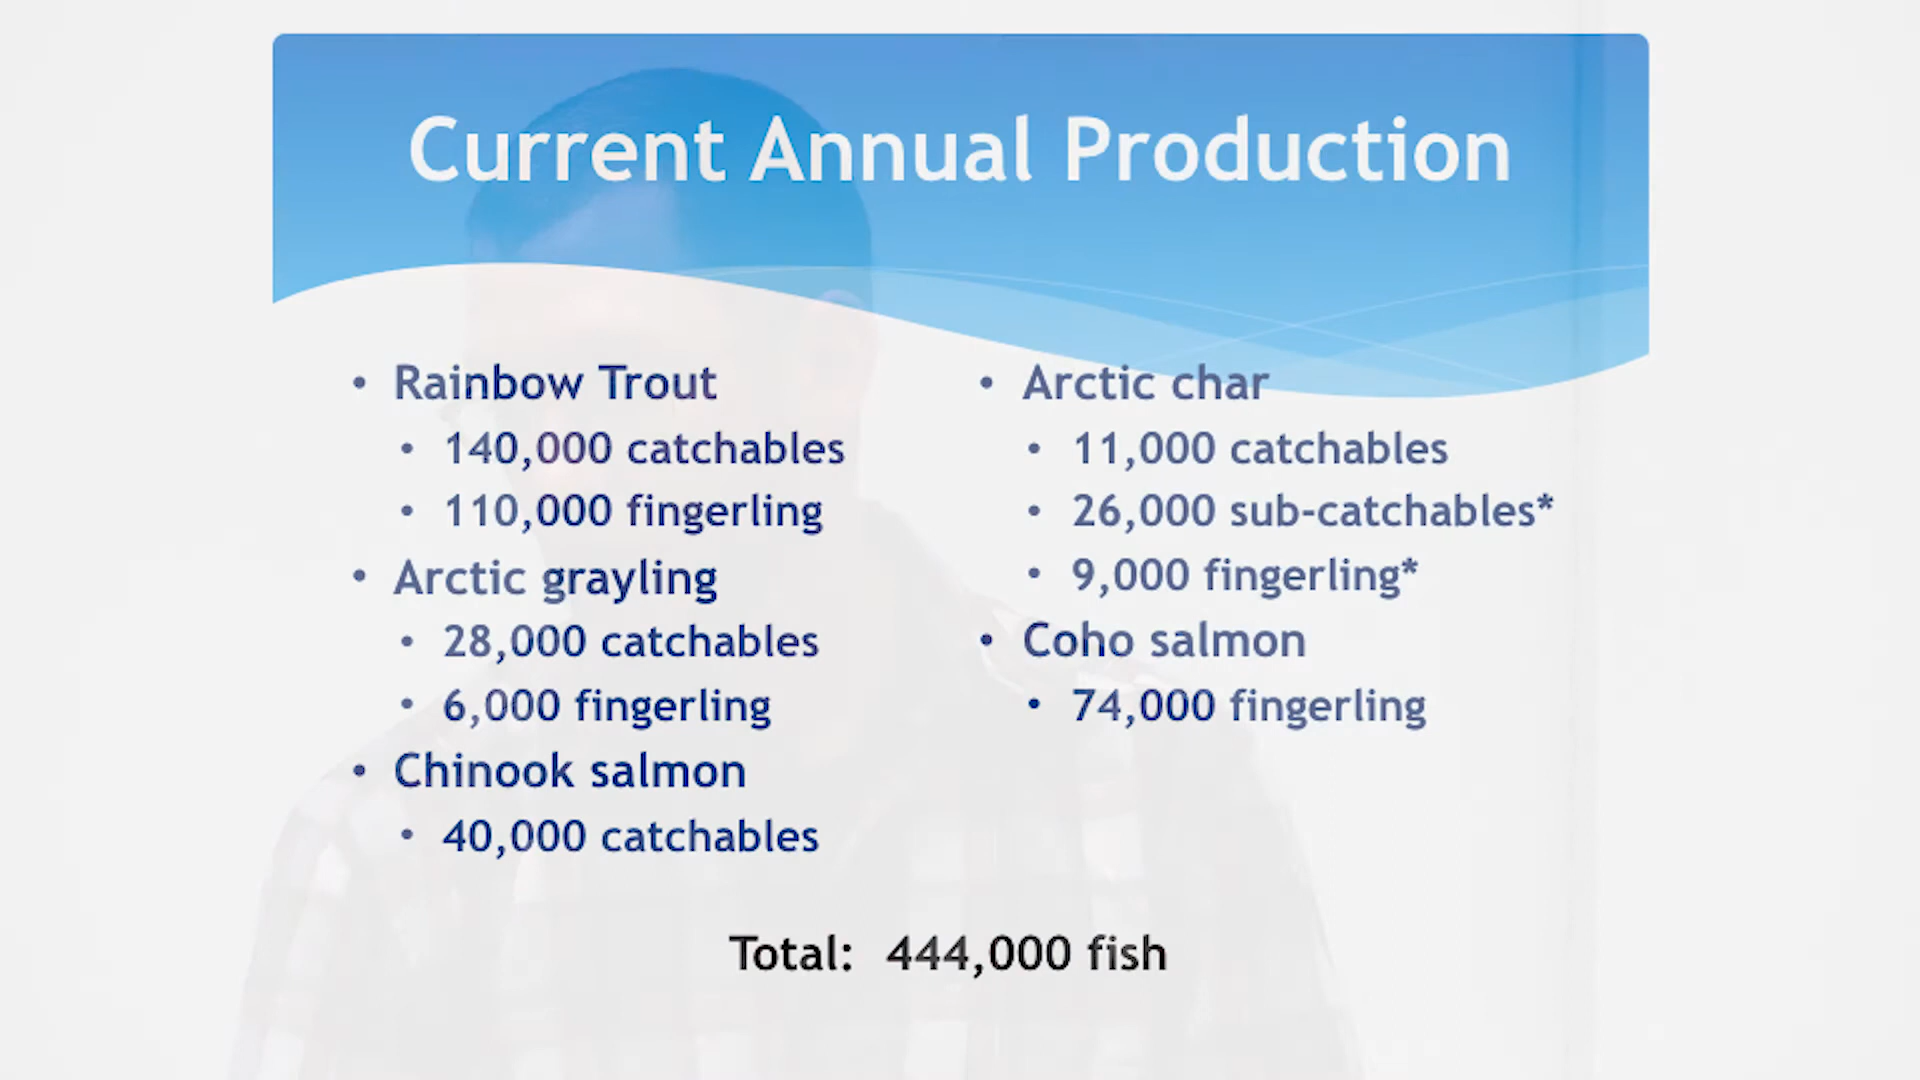 Current Annual Production
• Rainbow Trout
• 140,000 catchables
• 110,000 fingerling
• Arctic grayling
• 28,000 catchables
• 6,000 fingerling
• Chinook salmon
• 40,000 catchables
• Arctic char
• 11,000 catchables
• 26,000 sub-catchables*
• 9,000 fingerling*
• Coho salmon
• 74,000 fingerling
Total: 444,000 fish